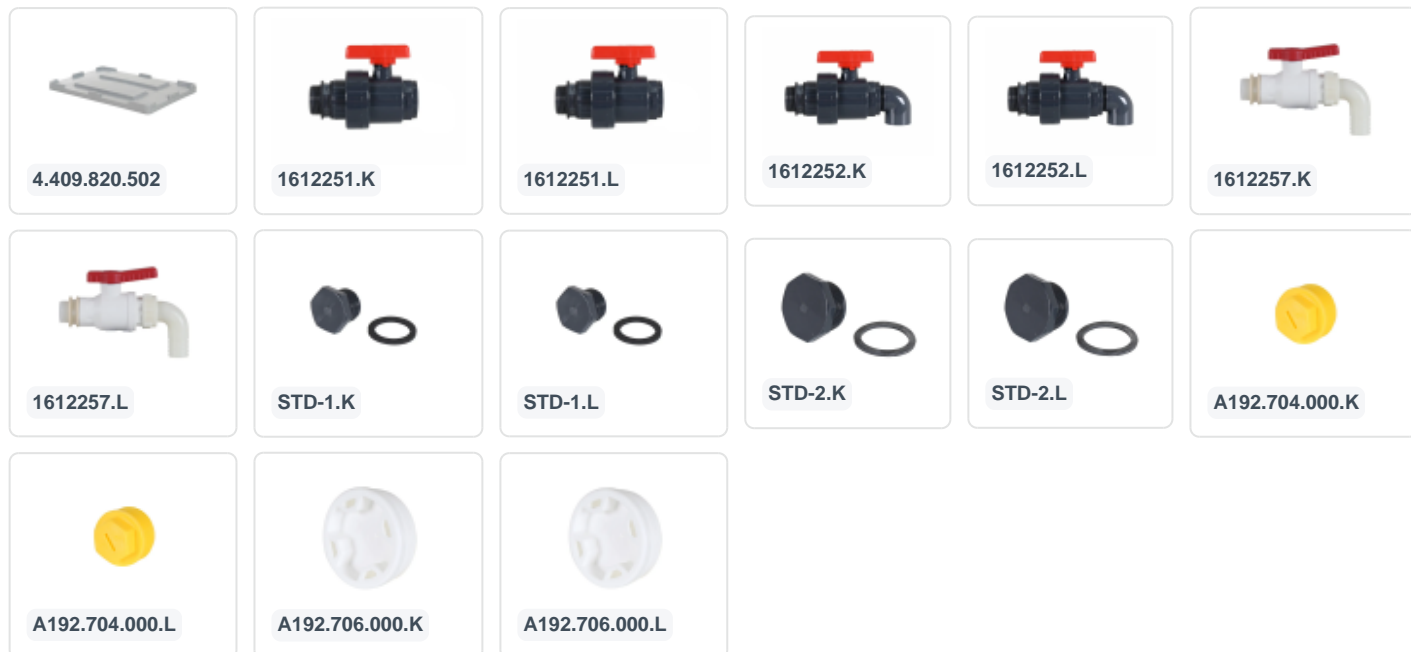 4.409.820.502
1612251.K
1612251.L
1612252.K
1612252.L
1612257.K
1612257.L
STD-1.K
STD-1.L
STD-2.K
STD-2.L
A192.704.000.K
A192.704.000.L
A192.706.000.K
A192.706.000.L